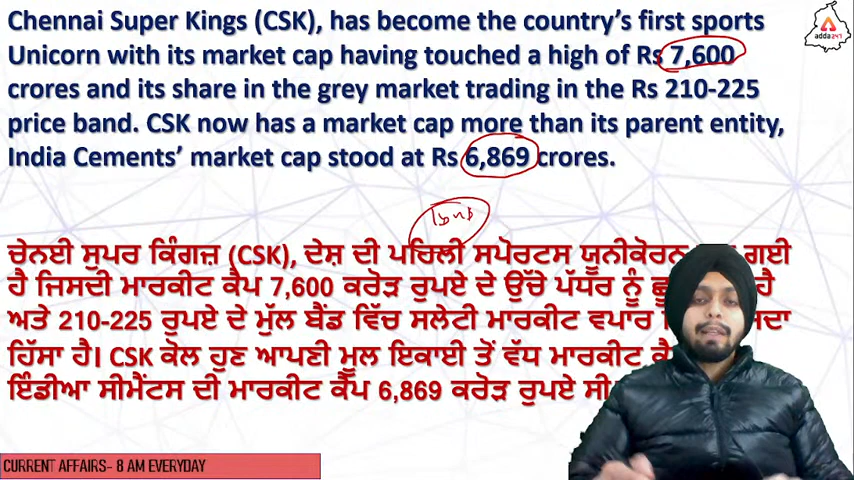 Chennai Super Kings (CSK), has become the country's first sports
Unicorn with its market cap having touched a high of Rs 7,600
crores and its share in the grey market trading in the Rs 210-225
price band. CSK now has a market cap more than its parent entity,
India Cements' market cap stood at Rs 6,869 crores.
adda247
ਚੇਨਈ ਸੁਪਰ ਕਿੰਗਜ਼ (CSK), ਦੇਸ਼ ਦੀ ਪਹਿਲੀ ਸਪੋਰਟਸ ਯੂਨੀਕੋਰਨ ਗਈ
ਹੈ ਜਿਸਦੀ ਮਾਰਕੀਟ ਕੈਪ 7,600 ਕਰੋੜ ਰੁਪਏ ਦੇ ਉੱਚੇ ਪੱਧਰ ਨੂੰ ਹੈ
ਅਤੇ 210-225 ਰੁਪਏ ਦੇ ਮੁੱਲ ਬੈਂਡ ਵਿੱਚ ਸਲੇਟੀ ਮਾਰਕੀਟ ਵਪਾਰ
ਹਿੱਸਾ ਹੈ। CSK ਕੋਲ ਹੁਣ ਆਪਣੀ ਮੂਲ ਇਕਾਈ ਤੋਂ ਵੱਧ ਮਾਰਕੀਟ
ਇੰਡੀਆ ਸੀਮੈਂਟਸ ਦੀ ਮਾਰਕੀਟ ਕੈਪ 6,869 ਕਰੋੜ ਰੁਪਏ
CURRENT AFFAIRS- 8 AM EVERYDAY